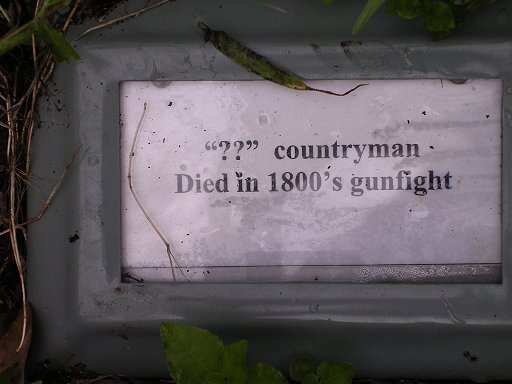 “??” countryman
Died in 1800’s gunfight